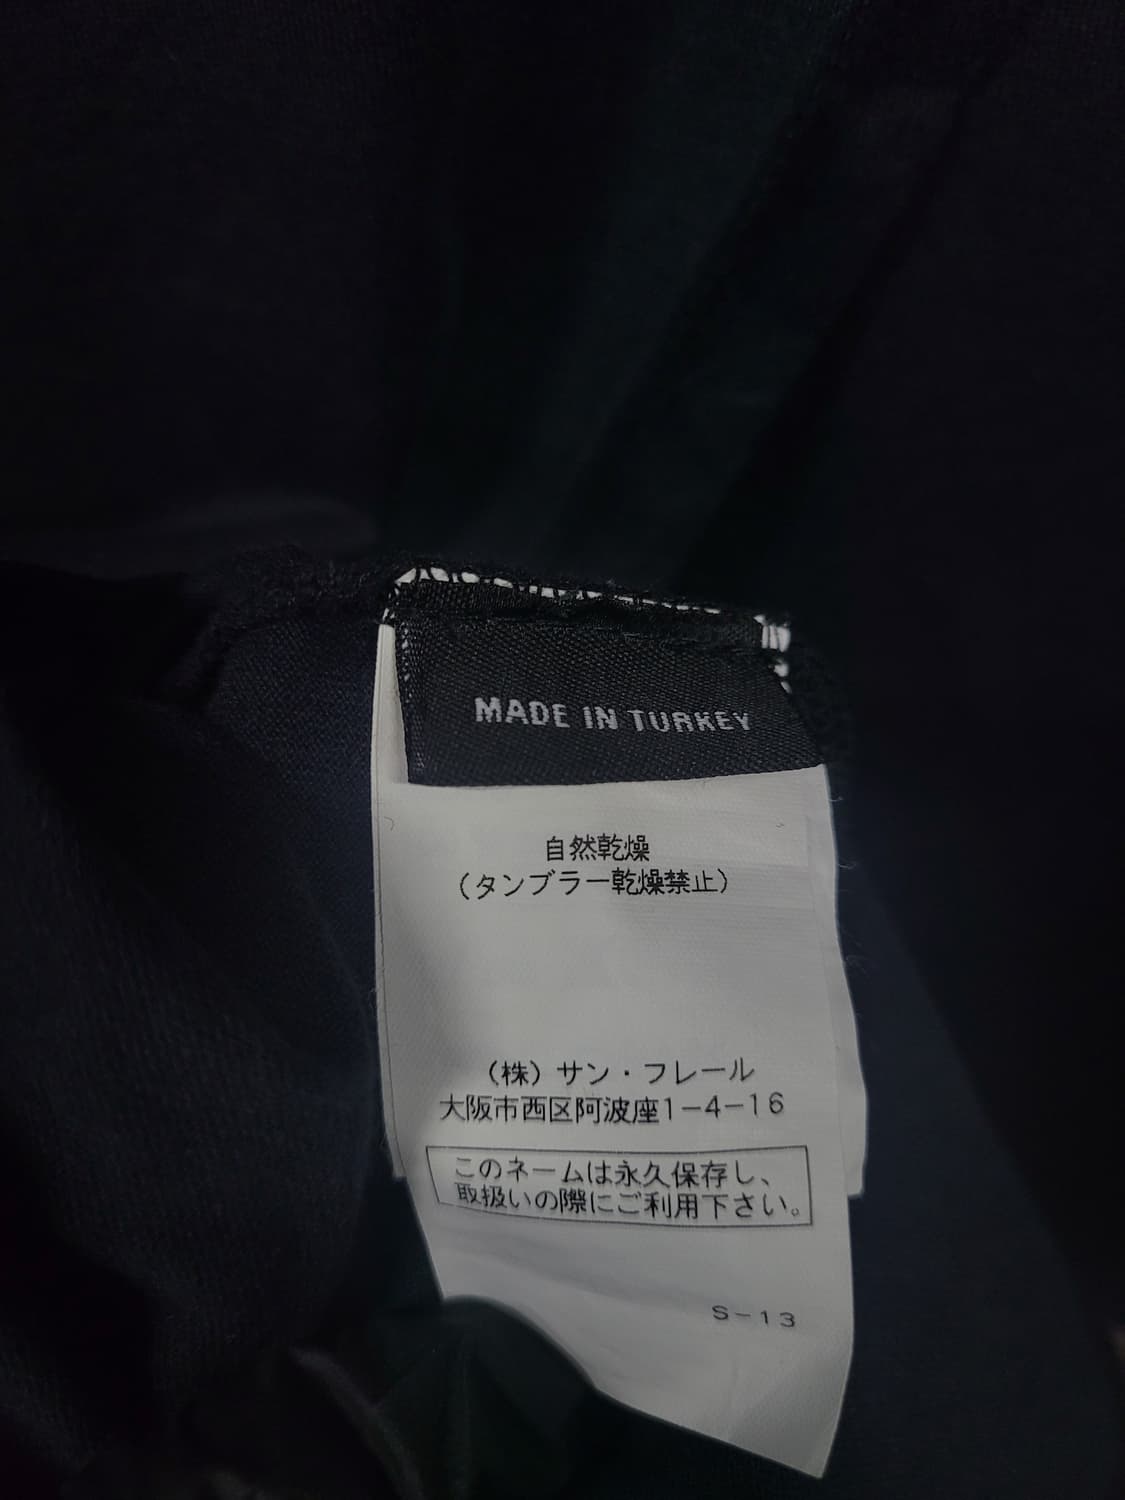 MADE IN TURKEY
自然乾燥
（タンブラー乾燥禁止）
（株）サン・フレール
大阪市西区阿波座1-4-16
このネームは永久保存し、
取扱いの際にご利用下さい。
S-13